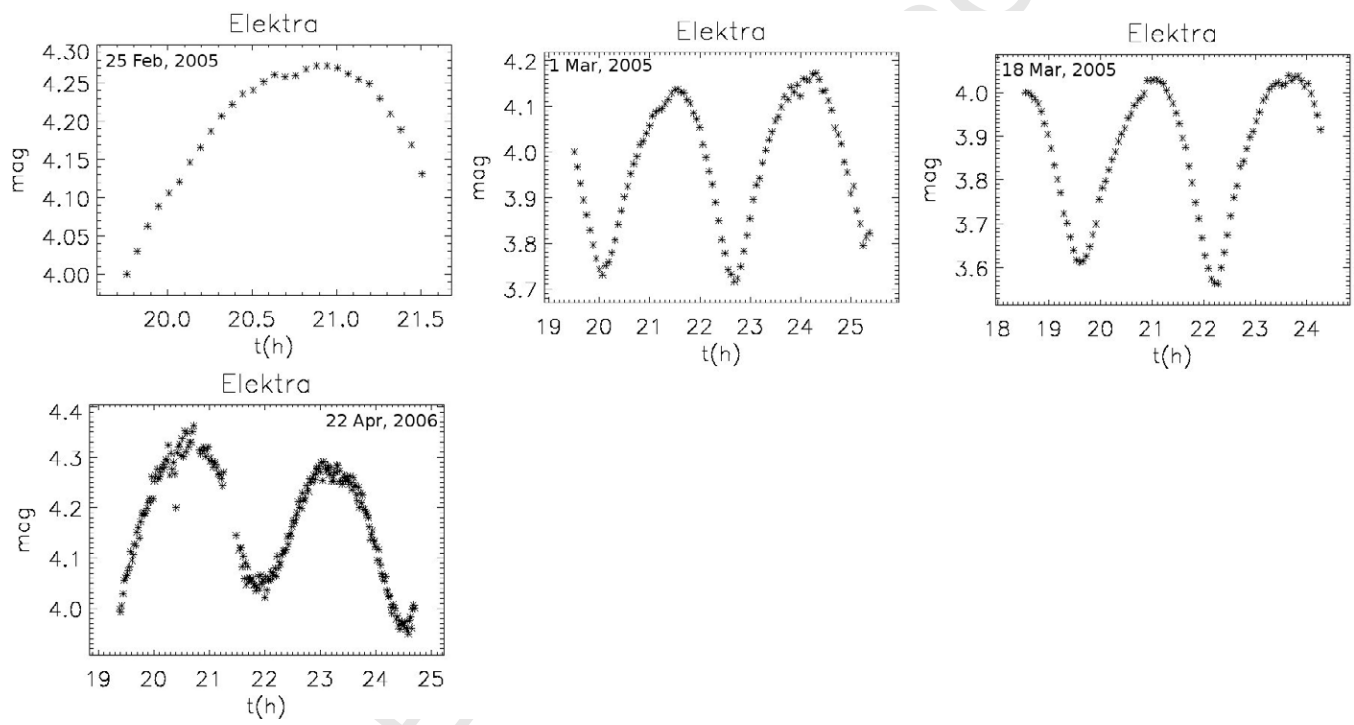 Elektra
25 Feb, 2005
4.30
4.25
4.20
4.15
4.10
4.05
4.00
mag
20.0 20.5 21.0 21.5
t(h)
Elektra
1 Mar, 2005
4.2
4.1
4.0
3.9
3.8
3.7
mag
19 20 21 22 23 24 25
t(h)
Elektra
18 Mar, 2005
4.0
3.9
3.8
3.7
3.6
mag
18 19 20 21 22 23 24
t(h)
Elektra
22 Apr, 2006
4.4
4.3
4.2
4.1
4.0
mag
19 20 21 22 23 24 25
t(h)